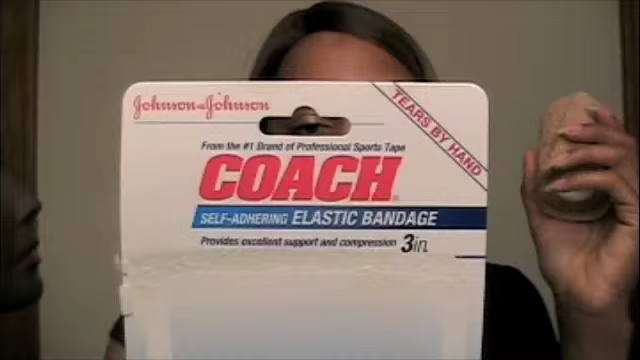 Johnson & Johnson
TEARS BY HAND
From the #1 Brand of Professional Sports Tape
COACH®
SELF-ADHERING ELASTIC BANDAGE
Provides excellent support and compression 3in.